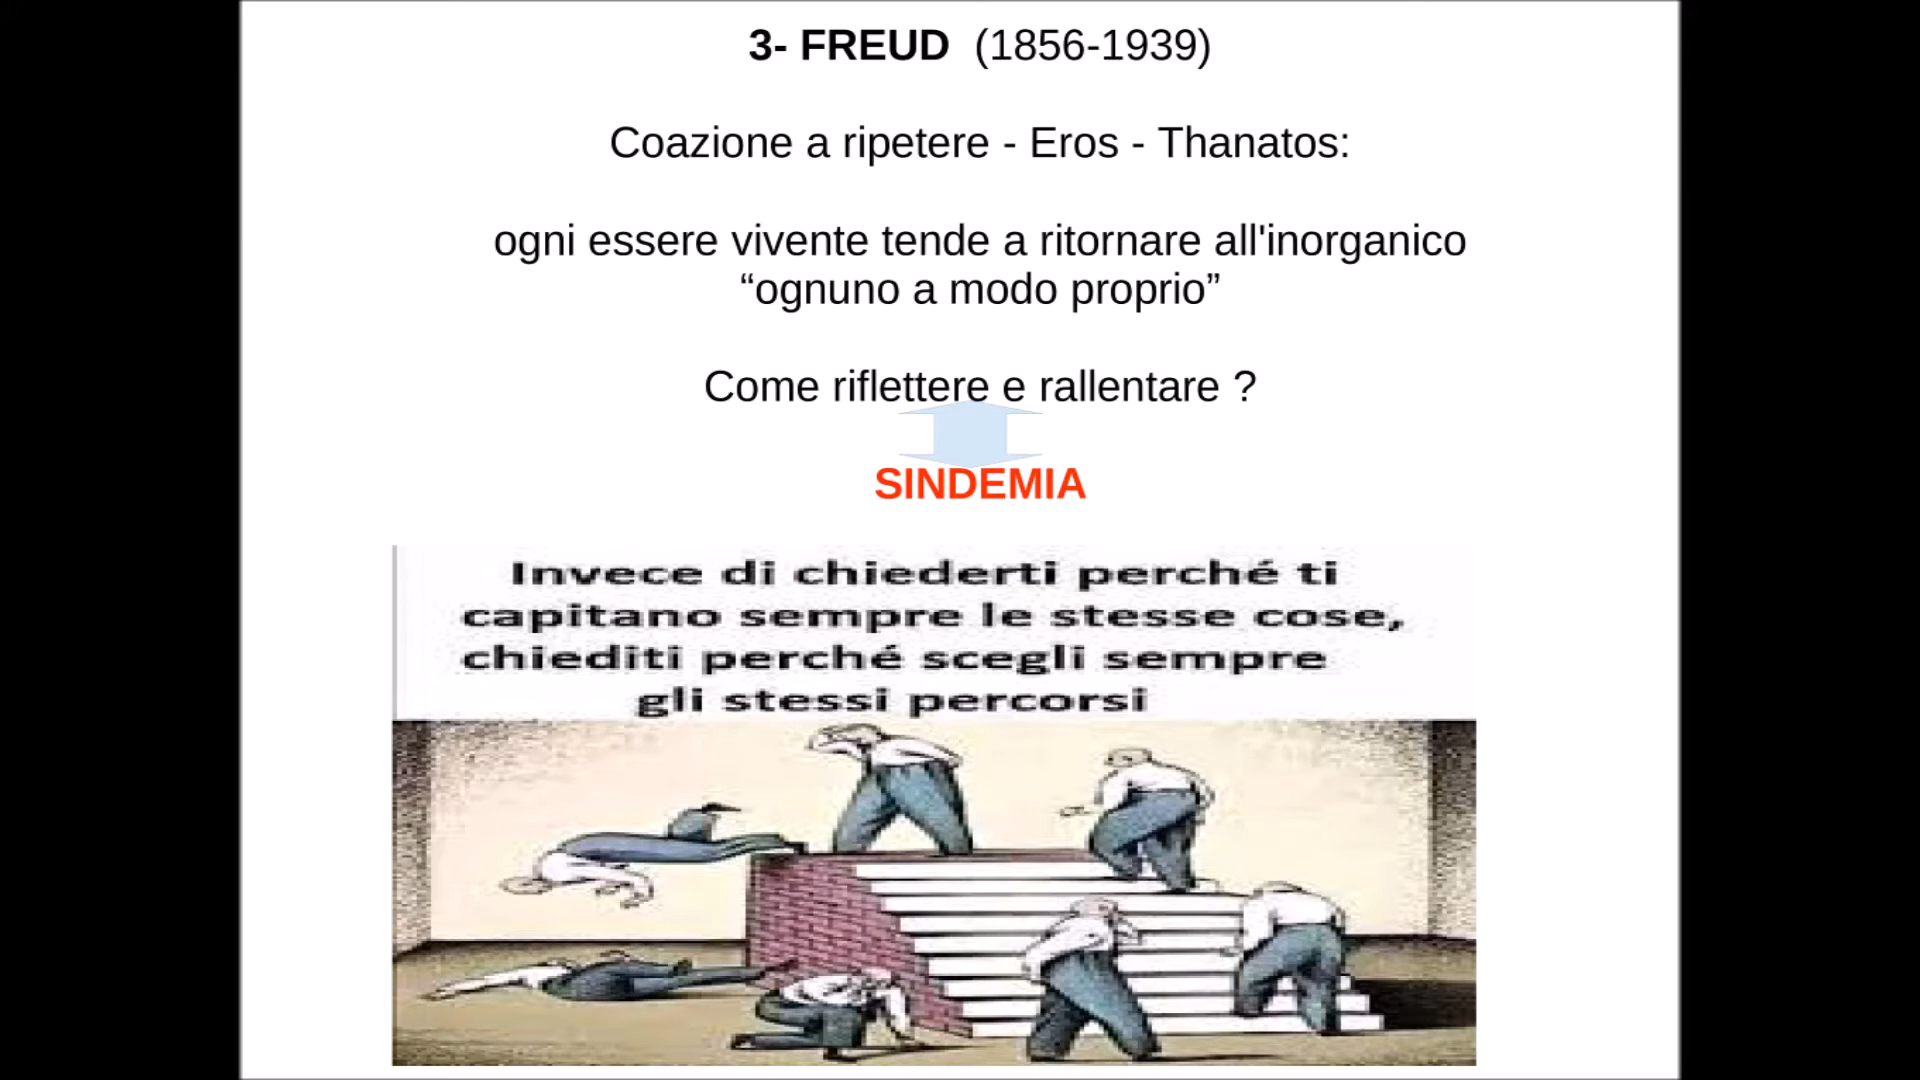 3- FREUD (1856-1939)
Coazione a ripetere - Eros - Thanatos:
ogni essere vivente tende a ritornare all'inorganico
“ognuno a modo proprio”
Come riflettere e rallentare ?
SINDEMIA
Invece di chiederti perché ti
capitano sempre le stesse cose,
chiediti perché scegli sempre
gli stessi percorsi